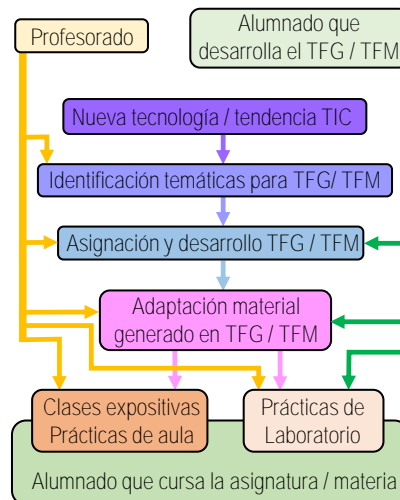 Profesorado
Alumnado que
desarrolla el TFG / TFM
Nueva tecnología / tendencia TIC
Identificación temáticas para TFG/ TFM
Asignación y desarrollo TFG / TFM
Adaptación material
generado en TFG / TFM
Clases expositivas
Prácticas de aula
Prácticas de
Laboratorio
Alumnado que cursa la asignatura / materia